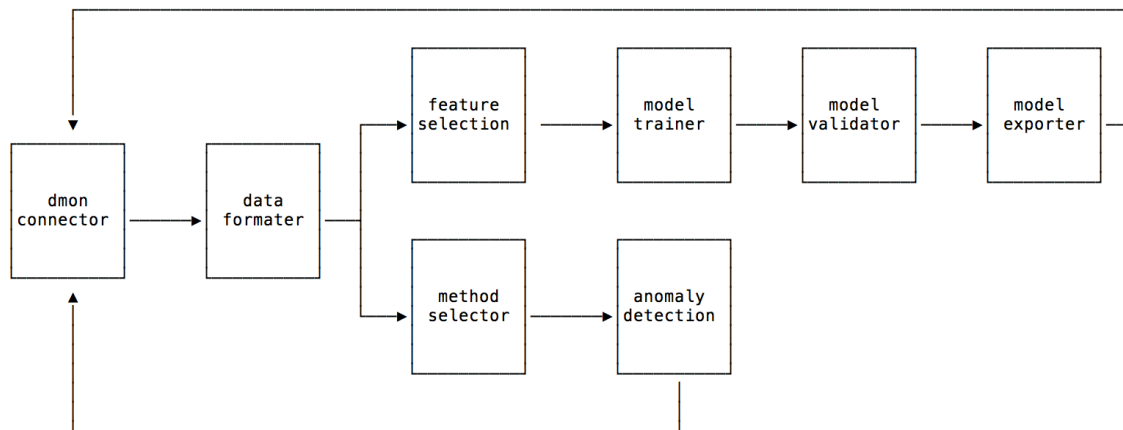 feature
selection
model
trainer
model
validator
model
exporter
dmon
connector
data
formater
method
selector
anomaly
detection